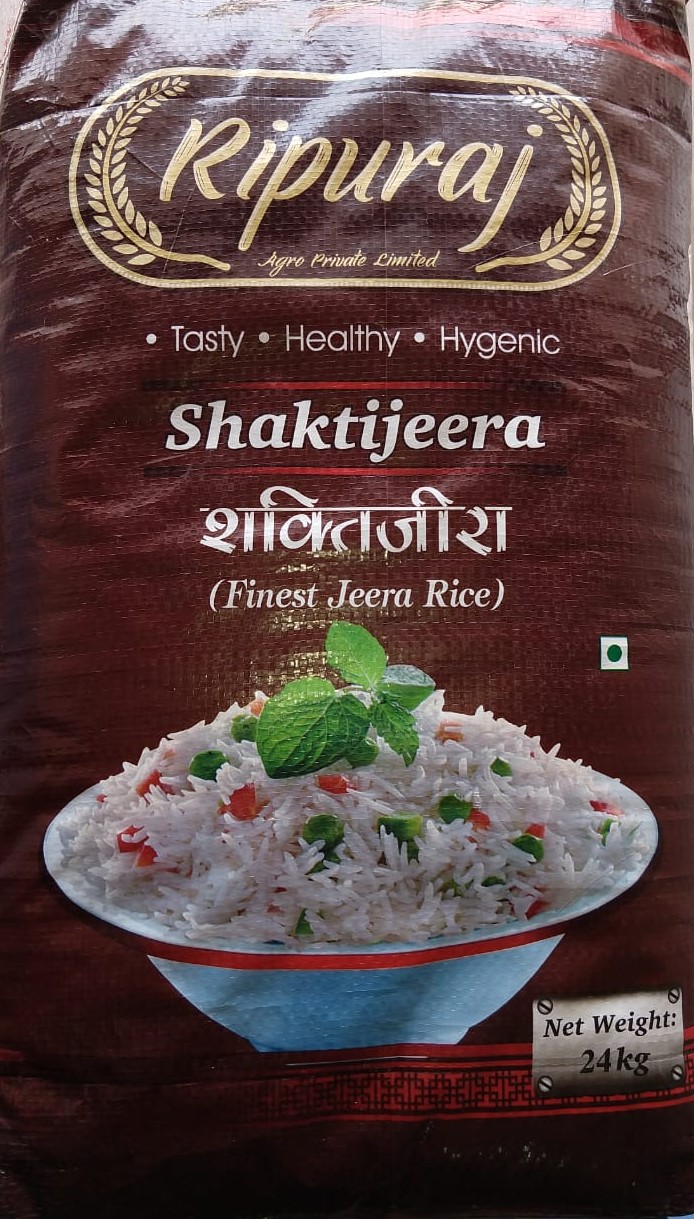 Ripuraj
Agro Private Limited
• Tasty • Healthy • Hygenic
Shaktijeera
शक्तिजीरा
(Finest Jeera Rice)
Net Weight:
24kg